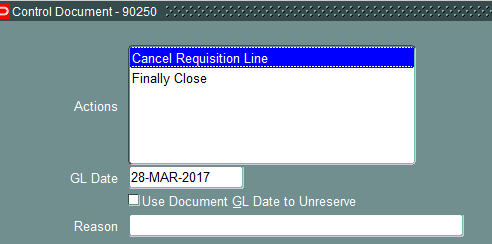 Control Document - 90250
Cancel Requisition Line
Finally Close
Actions
GL Date 28-MAR-2017
Use Document GL Date to Unreserve
Reason